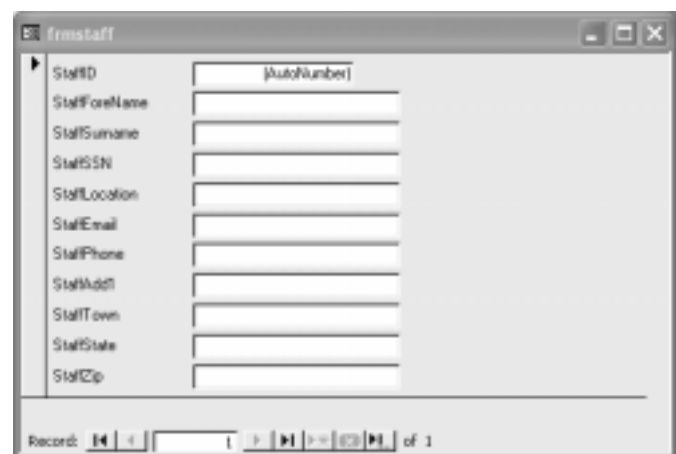 frmstaff
StaffID (AutoNumber)
StaffForeName
StaffSurname
StaffSSN
StaffLocation
StaffEmail
StaffPhone
StaffAdd1
StaffTown
StaffState
StaffZip
Record: 1 of 1